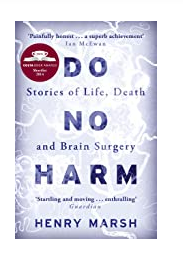 'Painfully honest ... a superb achievement'
Ian McEwan
DO
Stories of Life, Death
NO
and Brain Surgery
HARM
'Startling and moving ... enthralling'
Guardian
HENRY MARSH